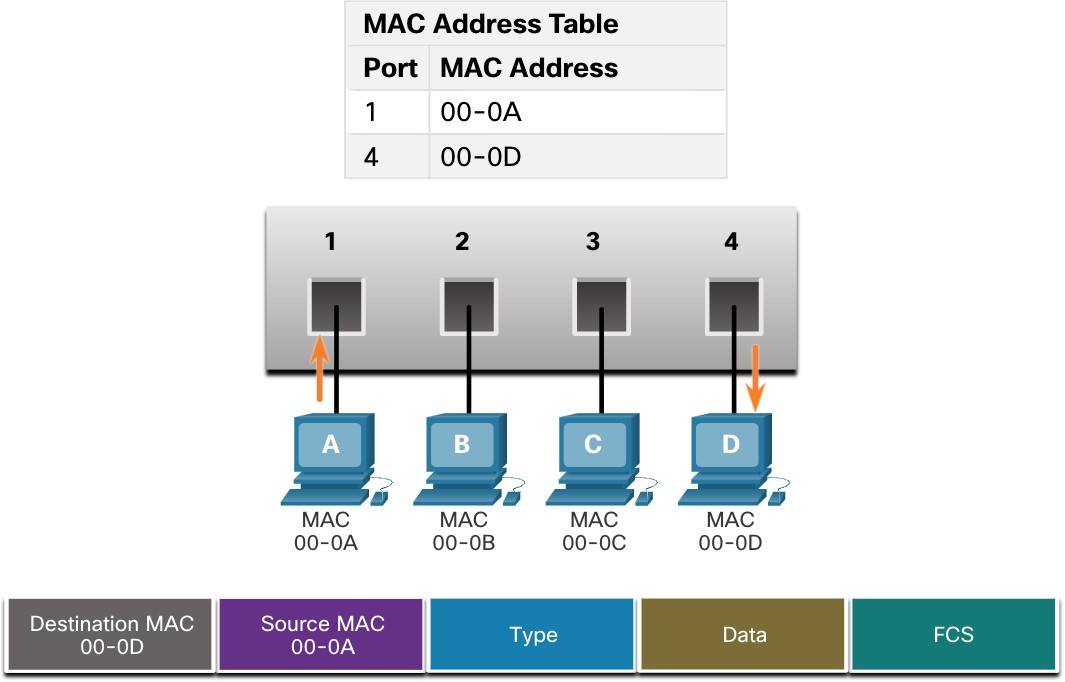 MAC Address Table
Port MAC Address
1 00-0A
4 00-0D
1 2 3 4
A B C D
MAC MAC MAC MAC
00-0A 00-0B 00-0C 00-0D
Destination MAC
00-0D
Source MAC
00-0A
Type
Data
FCS